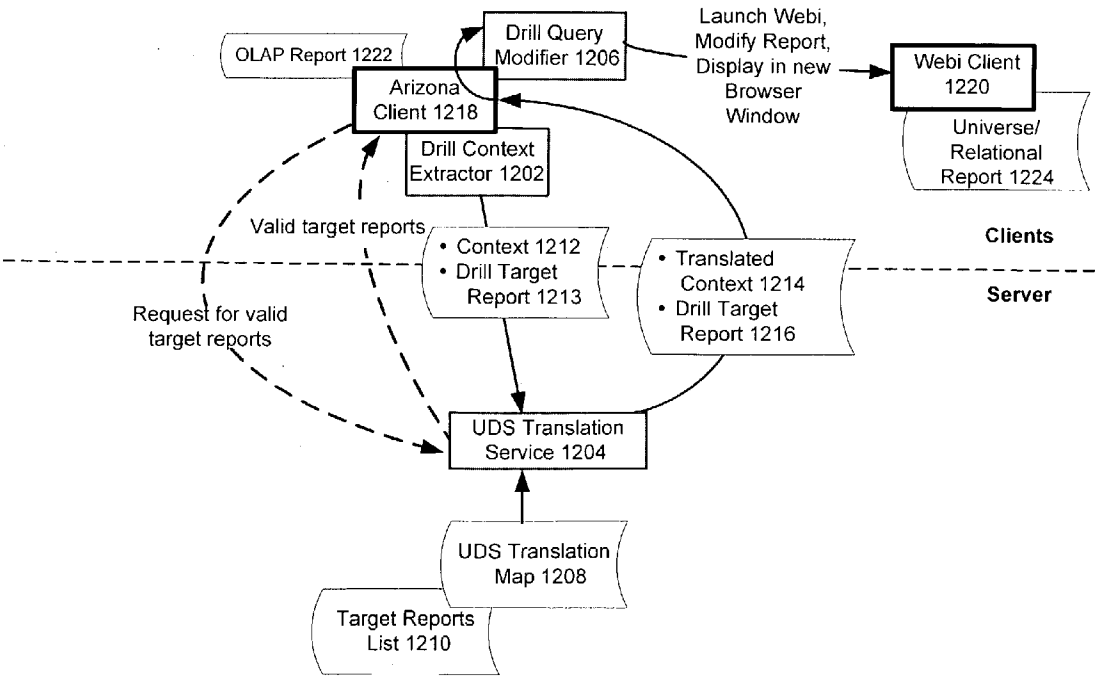 Launch Webi,
Modify Report,
Display in new
Browser
Window
Drill Query
Modifier 1206
OLAP Report 1222
Arizona
Client 1218
Webi Client
1220
Universe/
Relational
Report 1224
Drill Context
Extractor 1202
Valid target reports
• Context 1212
• Drill Target
Report 1213
• Translated
Context 1214
• Drill Target
Report 1216
Clients
Server
Request for valid
target reports
UDS Translation
Service 1204
UDS Translation
Map 1208
Target Reports
List 1210